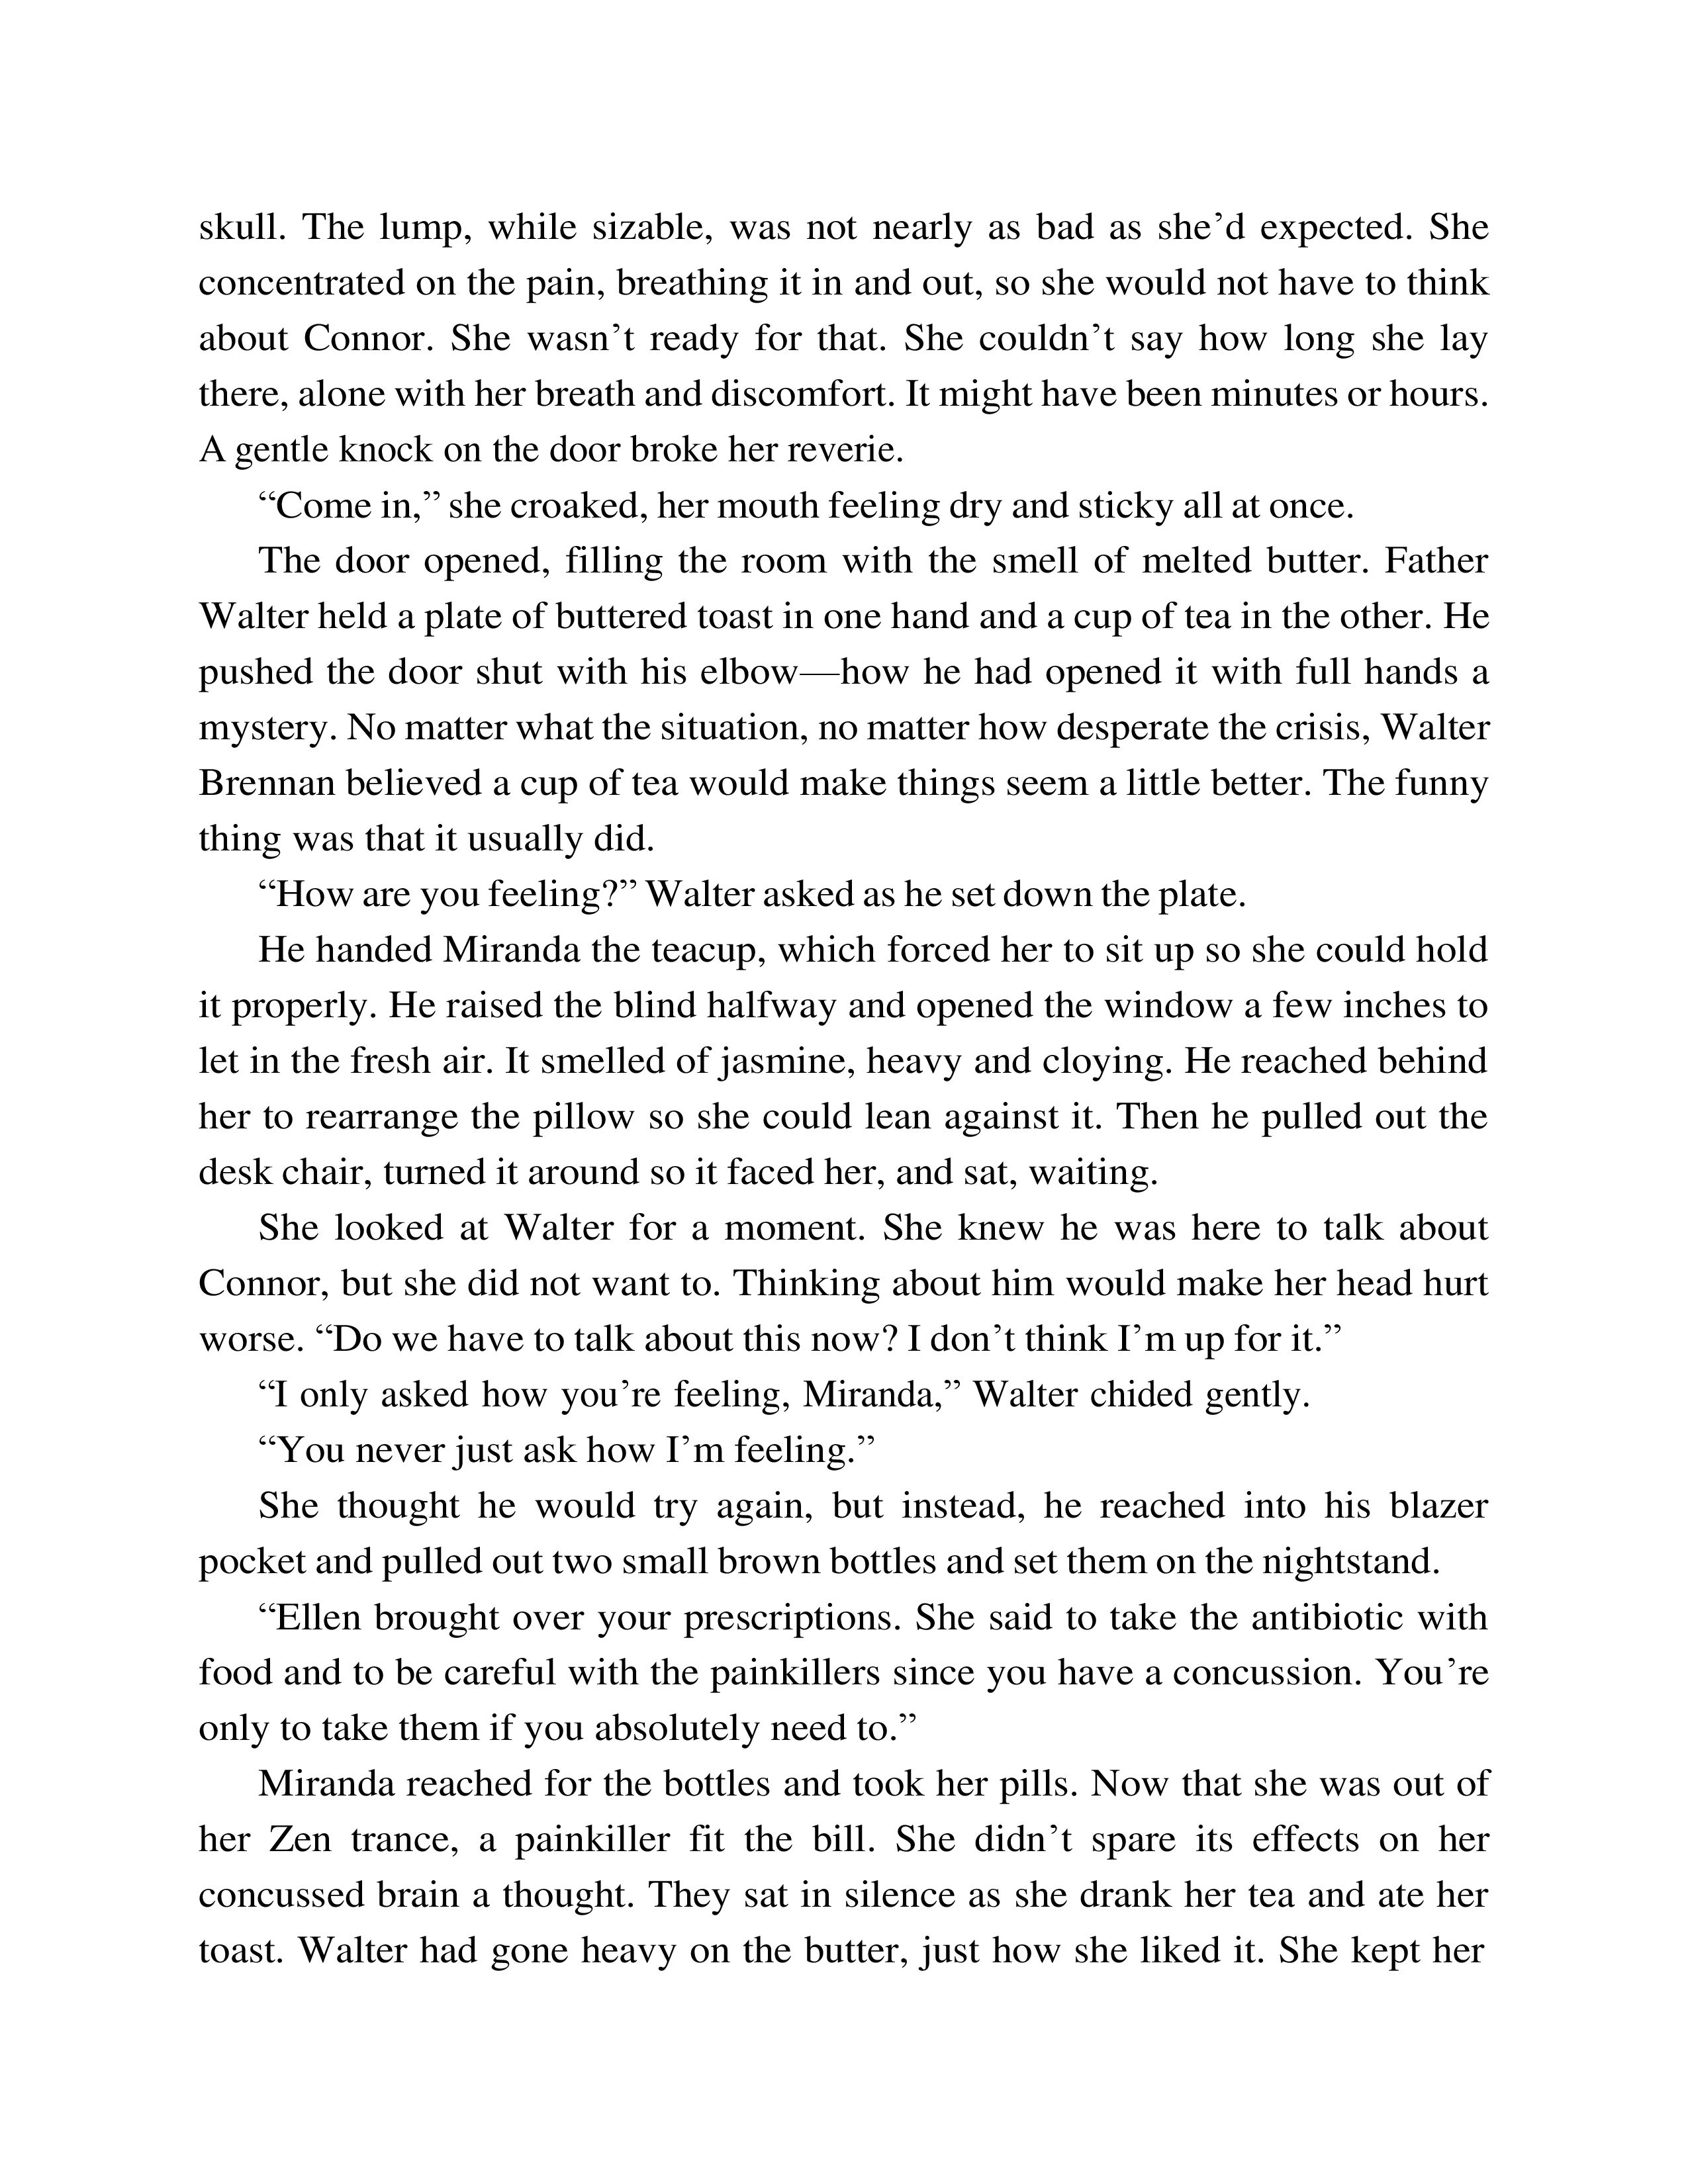 skull. The lump, while sizable, was not nearly as bad as she’d expected. She
concentrated on the pain, breathing it in and out, so she would not have to think
about Connor. She wasn’t ready for that. She couldn’t say how long she lay
there, alone with her breath and discomfort. It might have been minutes or hours.
A gentle knock on the door broke her reverie.
“Come in,” she croaked, her mouth feeling dry and sticky all at once.
The door opened, filling the room with the smell of melted butter. Father
Walter held a plate of buttered toast in one hand and a cup of tea in the other. He
pushed the door shut with his elbow—how he had opened it with full hands a
mystery. No matter what the situation, no matter how desperate the crisis, Walter
Brennan believed a cup of tea would make things seem a little better. The funny
thing was that it usually did.
“How are you feeling?” Walter asked as he set down the plate.
He handed Miranda the teacup, which forced her to sit up so she could hold
it properly. He raised the blind halfway and opened the window a few inches to
let in the fresh air. It smelled of jasmine, heavy and cloying. He reached behind
her to rearrange the pillow so she could lean against it. Then he pulled out the
desk chair, turned it around so it faced her, and sat, waiting.
She looked at Walter for a moment. She knew he was here to talk about
Connor, but she did not want to. Thinking about him would make her head hurt
worse. “Do we have to talk about this now? I don’t think I’m up for it.”
“I only asked how you’re feeling, Miranda,” Walter chided gently.
“You never just ask how I’m feeling.”
She thought he would try again, but instead, he reached into his blazer
pocket and pulled out two small brown bottles and set them on the nightstand.
“Ellen brought over your prescriptions. She said to take the antibiotic with
food and to be careful with the painkillers since you have a concussion. You’re
only to take them if you absolutely need to.”
Miranda reached for the bottles and took her pills. Now that she was out of
her Zen trance, a painkiller fit the bill. She didn’t spare its effects on her
concussed brain a thought. They sat in silence as she drank her tea and ate her
toast. Walter had gone heavy on the butter, just how she liked it. She kept her